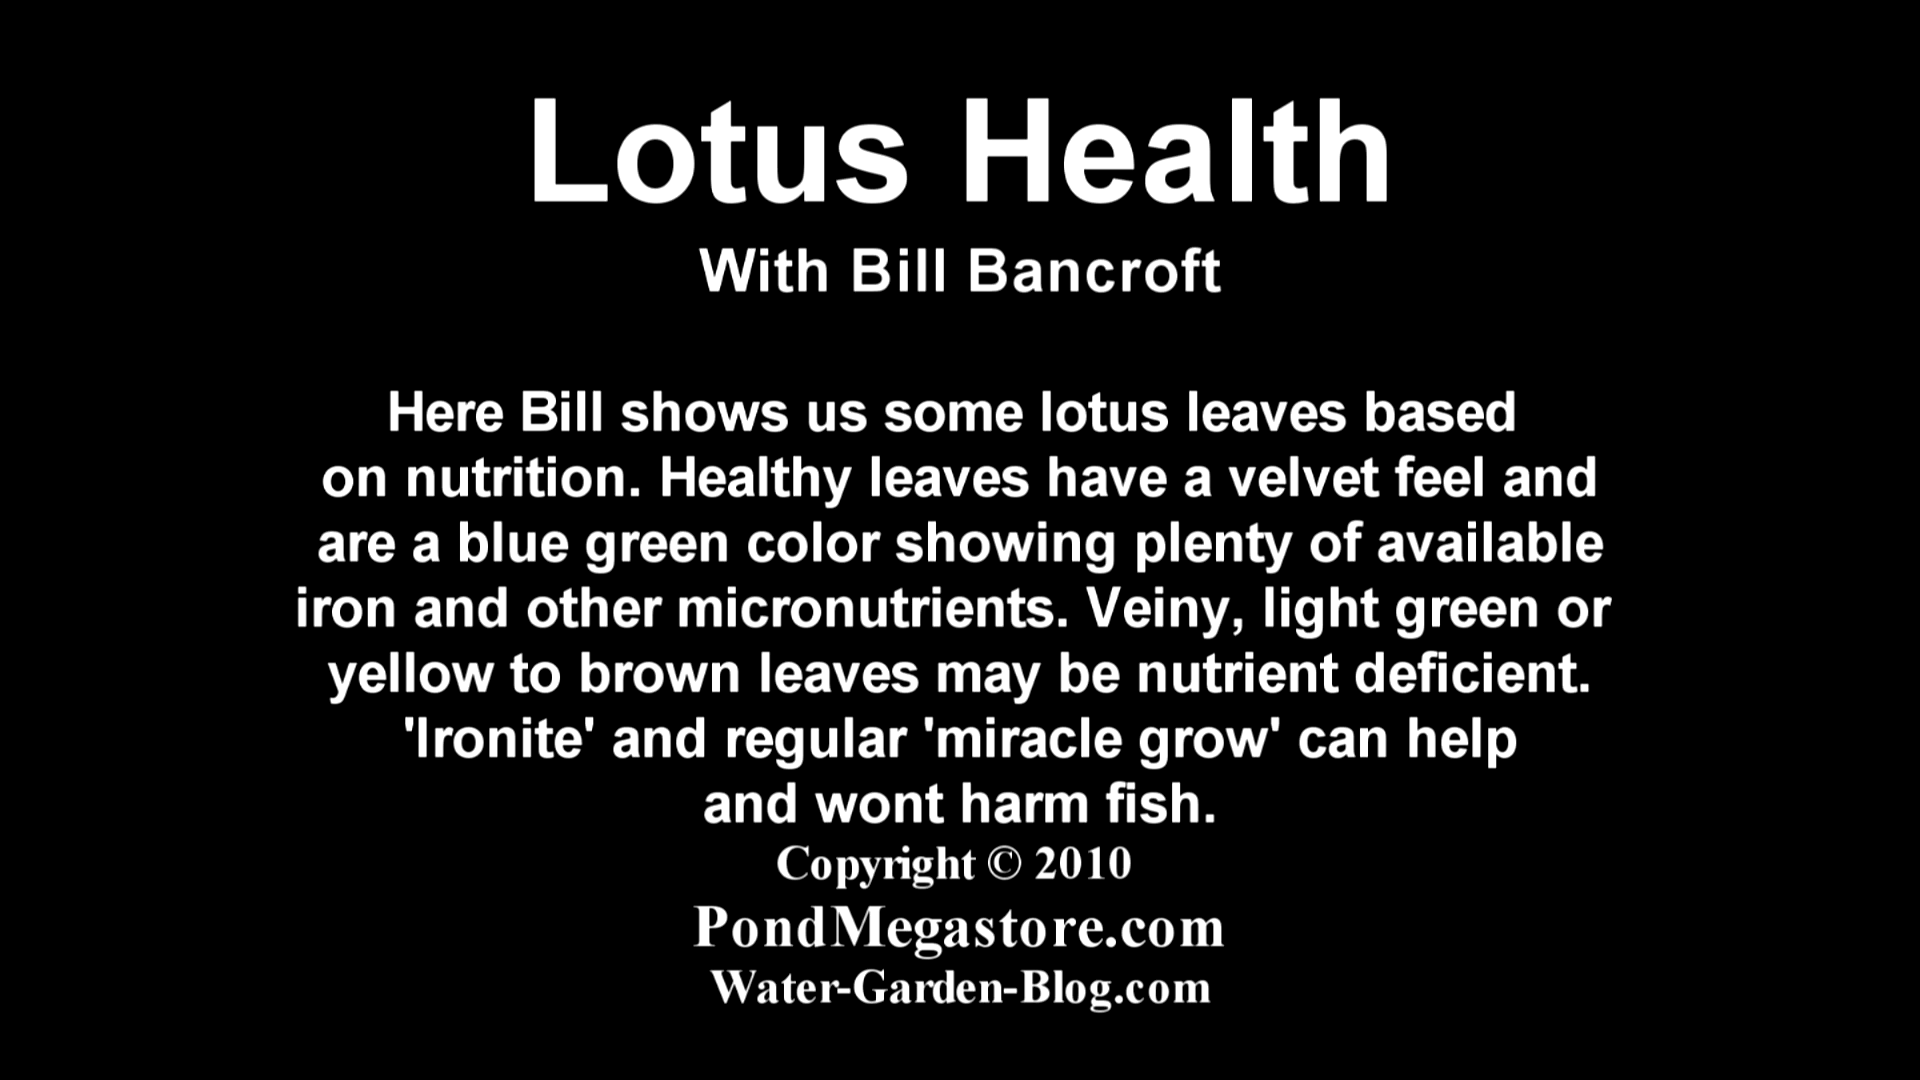 Lotus Health
With Bill Bancroft
Here Bill shows us some lotus leaves based
on nutrition. Healthy leaves have a velvet feel and
are a blue green color showing plenty of available
iron and other micronutrients. Veiny, light green or
yellow to brown leaves may be nutrient deficient.
'Ironite' and regular 'miracle grow' can help
and wont harm fish.
Copyright © 2010
PondMegastore.com
Water-Garden-Blog.com